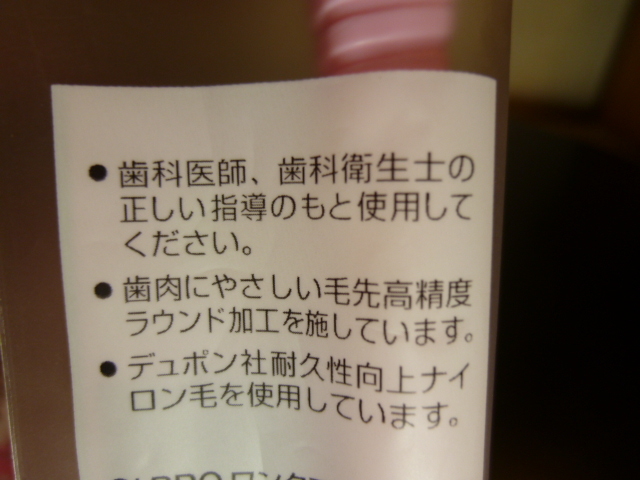 ●歯科医師、歯科衛生士の
正しい指導のもと使用して
ください。
●歯肉にやさしい毛先高精度
ラウンド加工を施しています。
●デュポン社耐久性向上ナイ
ロン毛を使用しています。